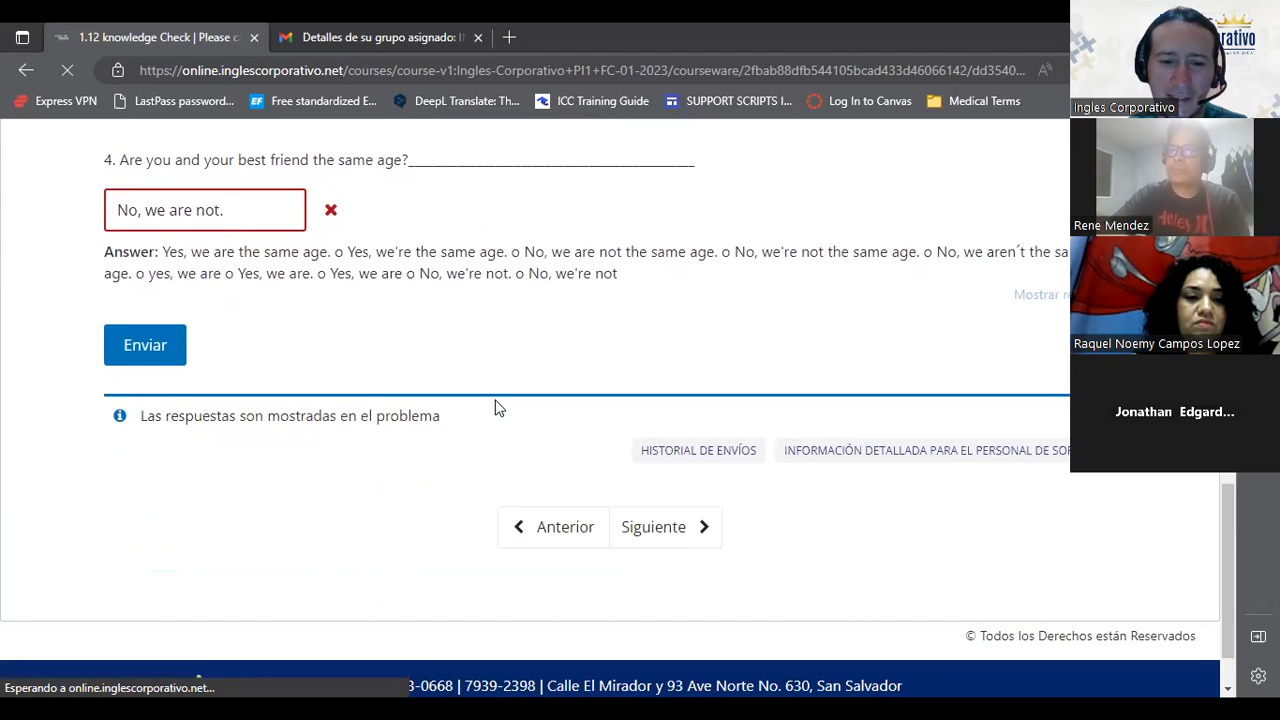 1.12 knowledge Check | Please c
Detalles de su grupo asignado: I
https://online.inglescorporativo.net/courses/course-v1:Ingles-Corporativo+PI1+FC-01-2023/courseware/2fbab88dfb544105bcad433d46066142/dd3540...
Express VPN
LastPass password...
Free standardized E...
DeepL Translate: Th...
ICC Training Guide
SUPPORT SCRIPTS I...
Log In to Canvas
Medical Terms
Ingles Corporativo
Rene Mendez
Raquel Noemy Campos Lopez
Jonathan Edgard...
4. Are you and your best friend the same age?________________________________________
No, we are not.
Answer: Yes, we are the same age. o Yes, we're the same age. o No, we are not the same age. o No, we're not the same age. o No, we aren´t the sa
age. o yes, we are o Yes, we are. o Yes, we are o No, we're not. o No, we're not
Mostrar
Enviar
Las respuestas son mostradas en el problema
HISTORIAL DE ENVÍOS
INFORMACIÓN DETALLADA PARA EL PERSONAL DE SO
Anterior
Siguiente
© Todos los Derechos están Reservados
3-0668 | 7939-2398 | Calle El Mirador y 93 Ave Norte No. 630, San Salvador
Esperando a online.inglescorporativo.net...